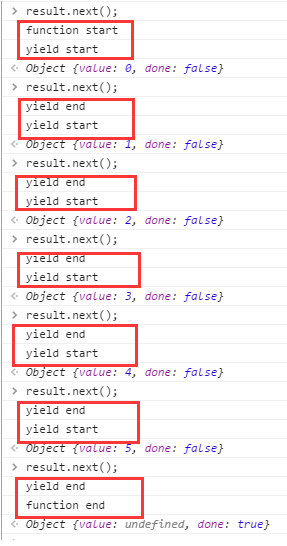 result.next();
function start
yield start
Object {value: 0, done: false}
result.next();
yield end
yield start
Object {value: 1, done: false}
result.next();
yield end
yield start
Object {value: 2, done: false}
result.next();
yield end
yield start
Object {value: 3, done: false}
result.next();
yield end
yield start
Object {value: 4, done: false}
result.next();
yield end
yield start
Object {value: 5, done: false}
result.next();
yield end
function end
Object {value: undefined, done: true}